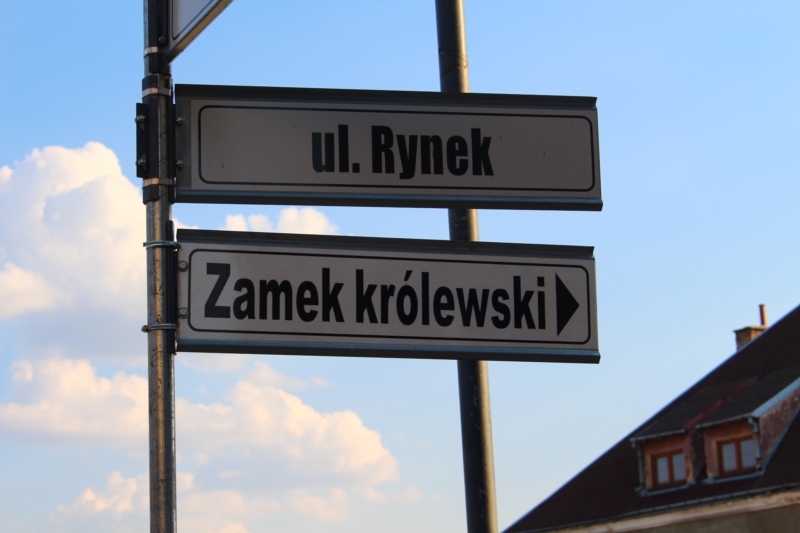 ul. Rynek
Zamek królewski